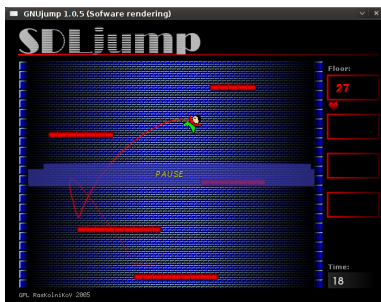 GNUjump 1.0.5 (Sofware rendering)
SDLjump
Floor:
27
PAUSE
Time:
18
GPL RaskolniKoV 2005